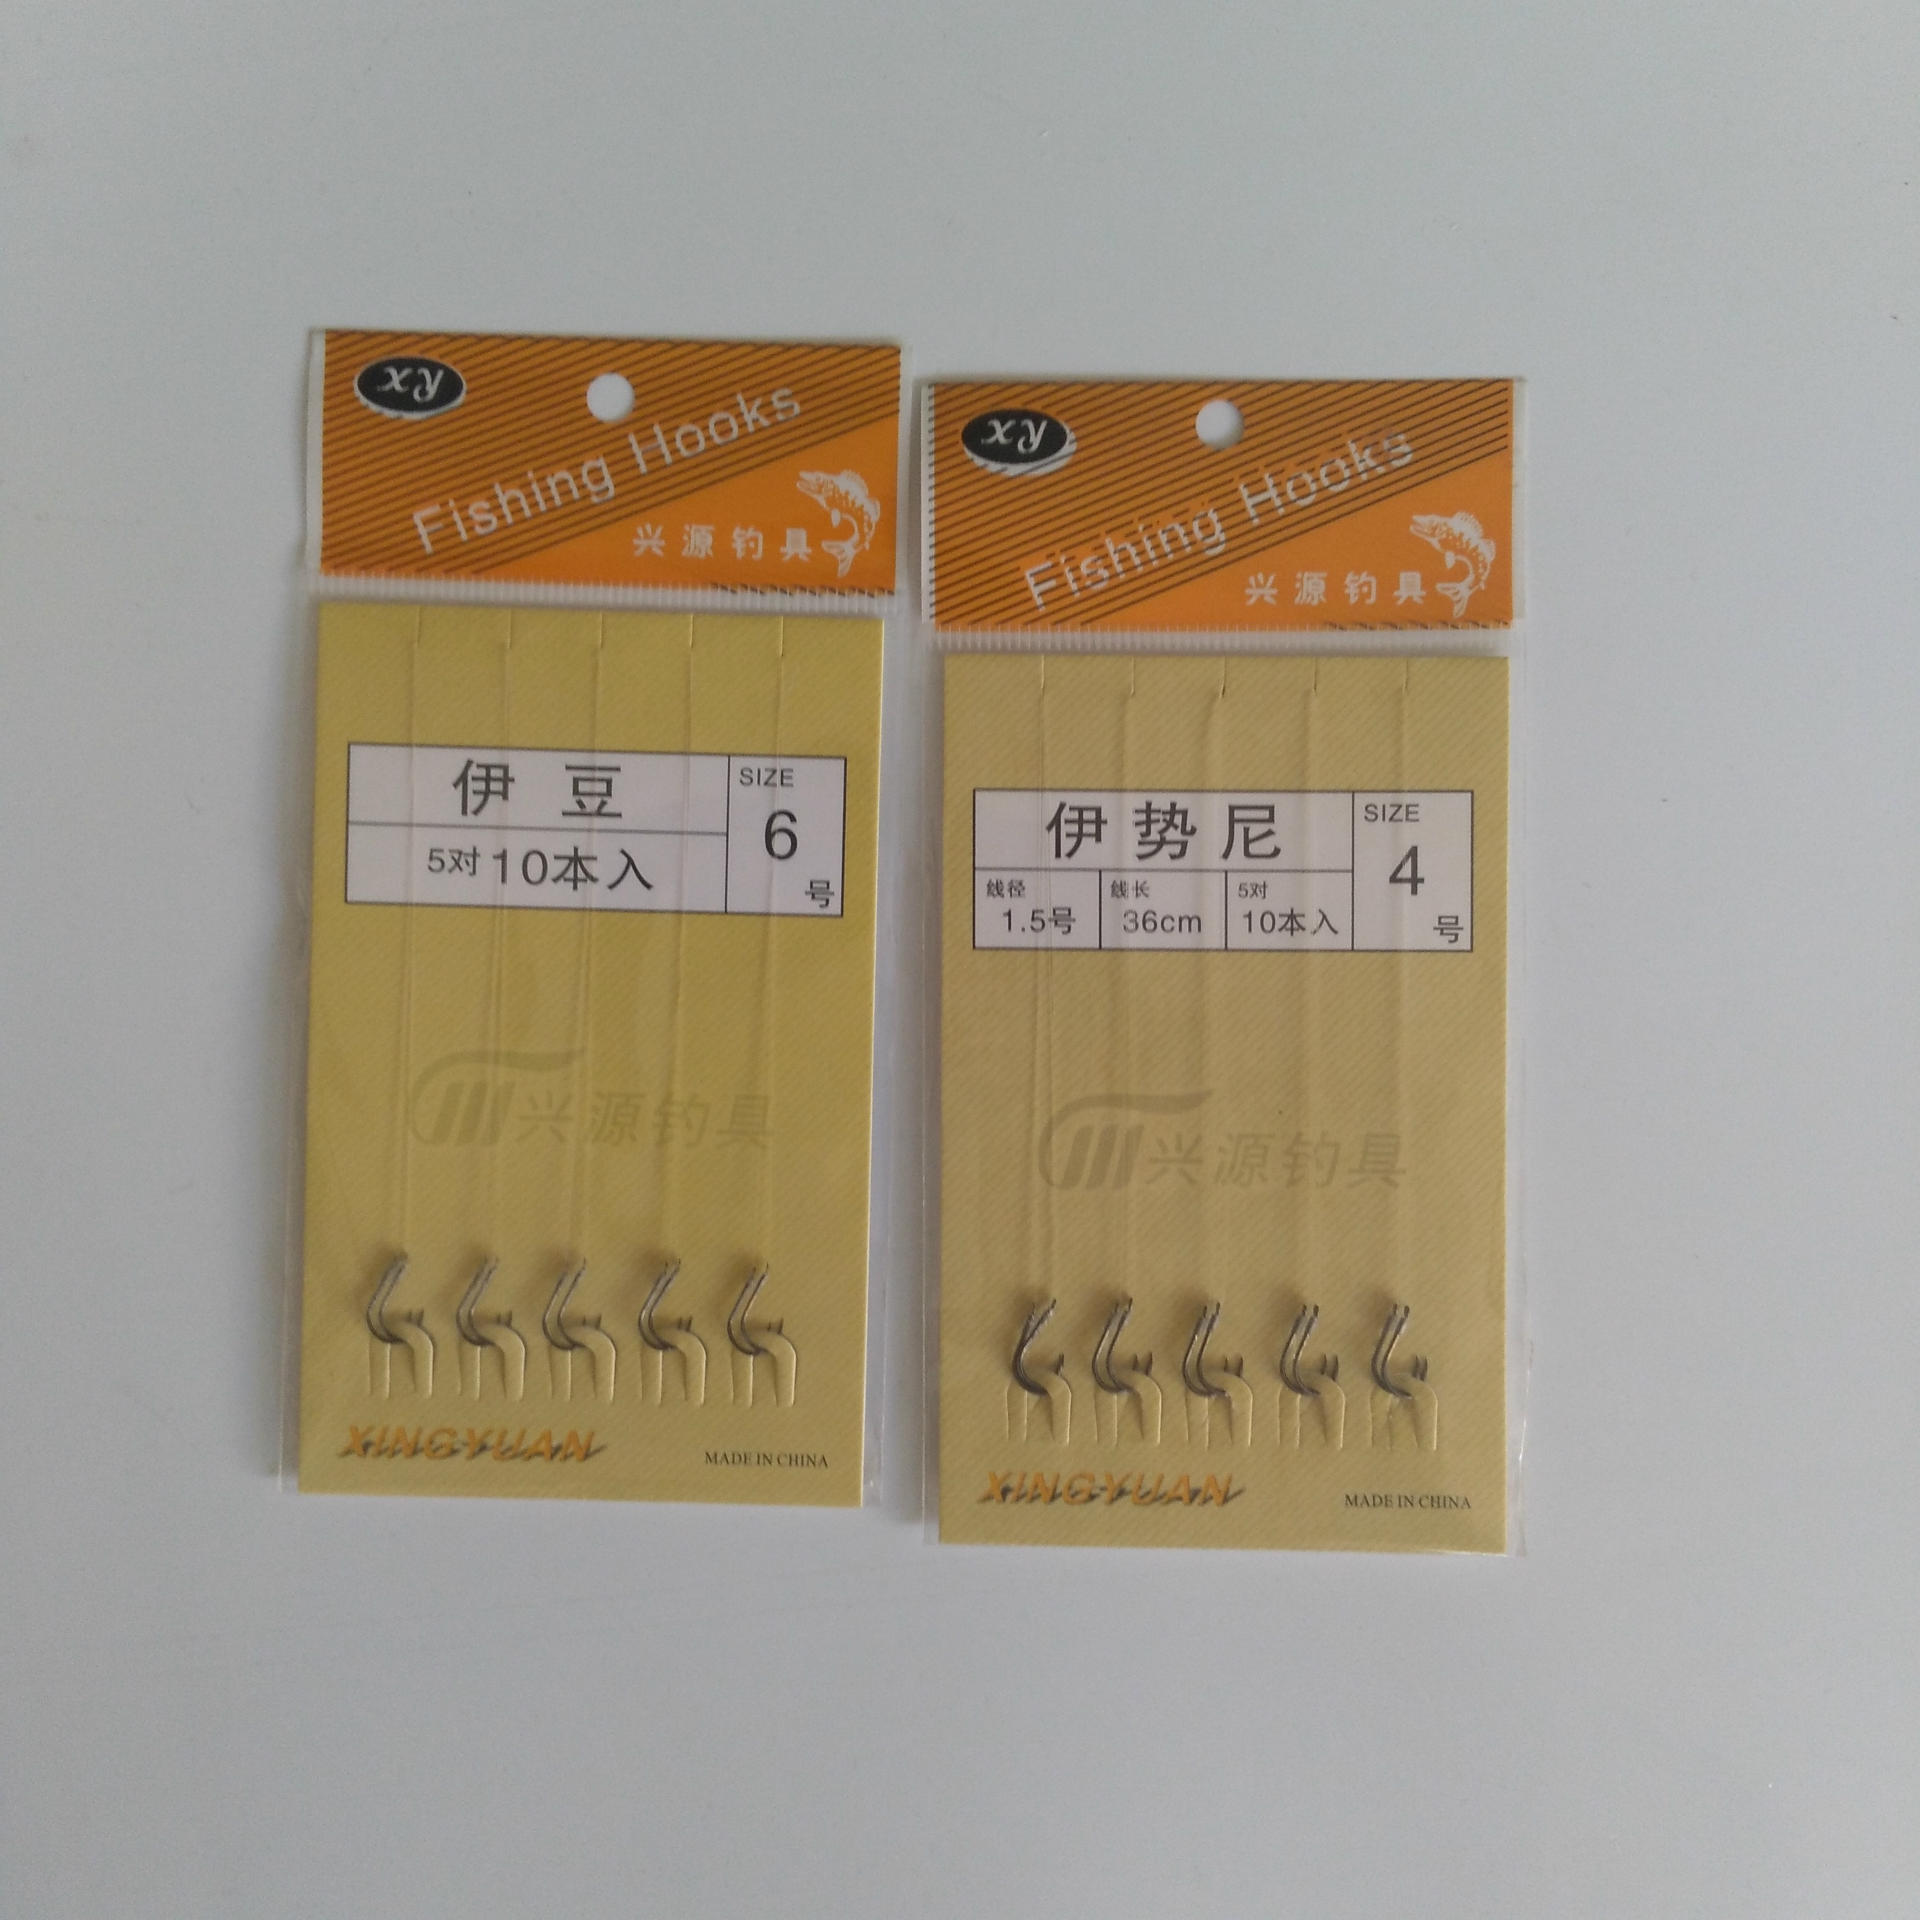 XY
Fishing Hooks
兴源钓具
伊豆
5对10本入
SIZE
6
号
兴源钓具
XINGYUAN
MADE IN CHINA
XY
Fishing Hooks
兴源钓具
伊势尼
线径
1.5号
线长
36cm
5对
10本入
SIZE
4
号
兴源钓具
XINGYUAN
MADE IN CHINA